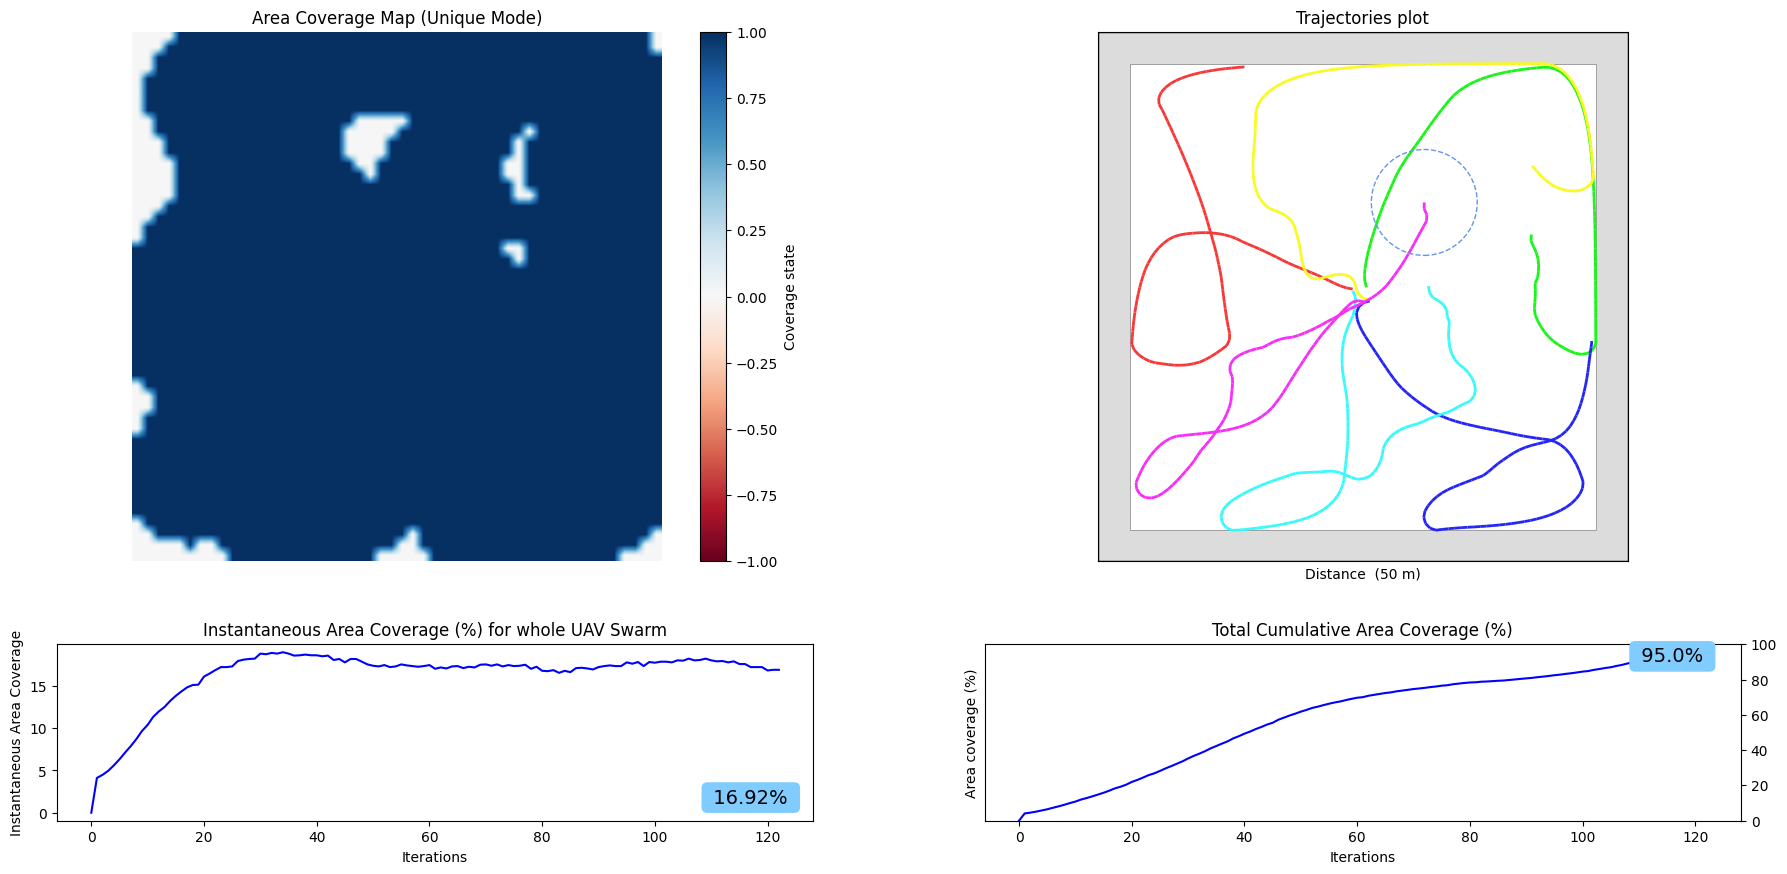 Area Coverage Map (Unique Mode)
1.00
0.75
0.50
0.25
0.00
−0.25
−0.50
−0.75
−1.00
Coverage state
Trajectories plot
Distance  (50 m)
Instantaneous Area Coverage (%) for whole UAV Swarm
Instantaneous Area Coverage
15
10
5
0
16.92%
0 20 40 60 80 100 120
Iterations
Total Cumulative Area Coverage (%)
Area coverage (%)
95.0%
100
80
60
40
20
0
0 20 40 60 80 100 120
Iterations